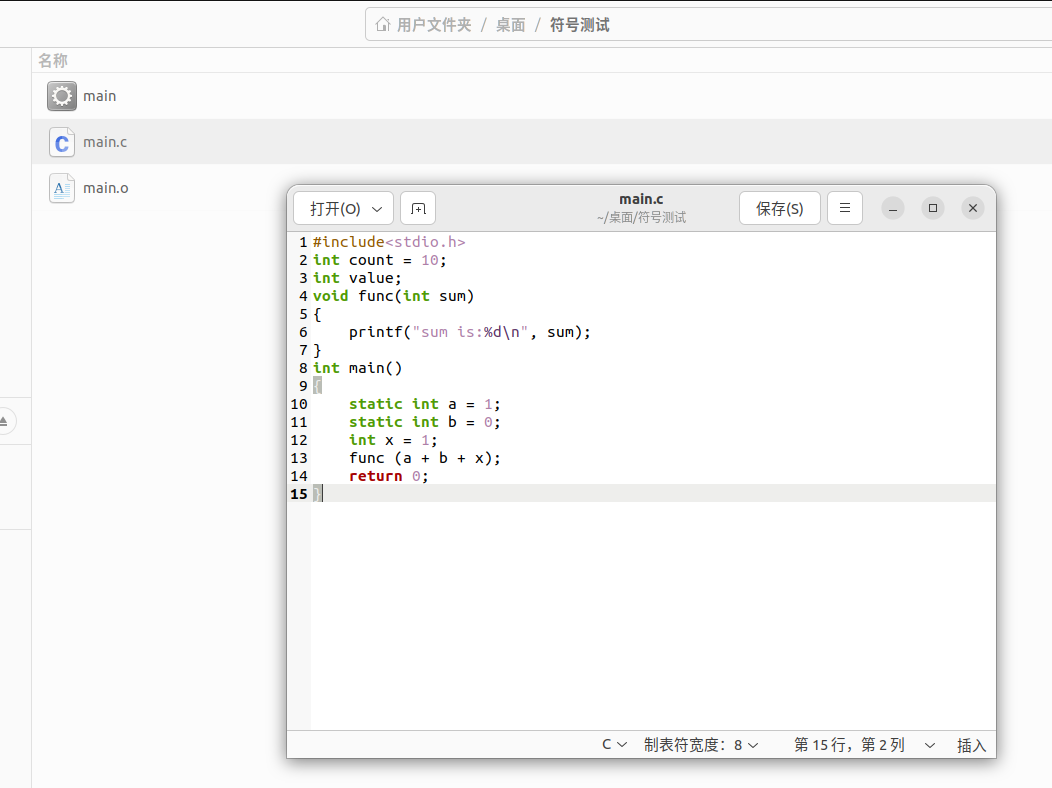 用户文件夹 / 桌面 / 符号测试
名称
main
main.c
main.o
打开(O)
main.c
~/桌面/符号测试
保存(S)
1 #include<stdio.h>
2 int count = 10;
3 int value;
4 void func(int sum)
5 {
6     printf("sum is:%d\n", sum);
7 }
8 int main()
9 {
10     static int a = 1;
11     static int b = 0;
12     int x = 1;
13     func (a + b + x);
14     return 0;
15 }
C 制表符宽度：8 第 15 行，第 2 列 插入